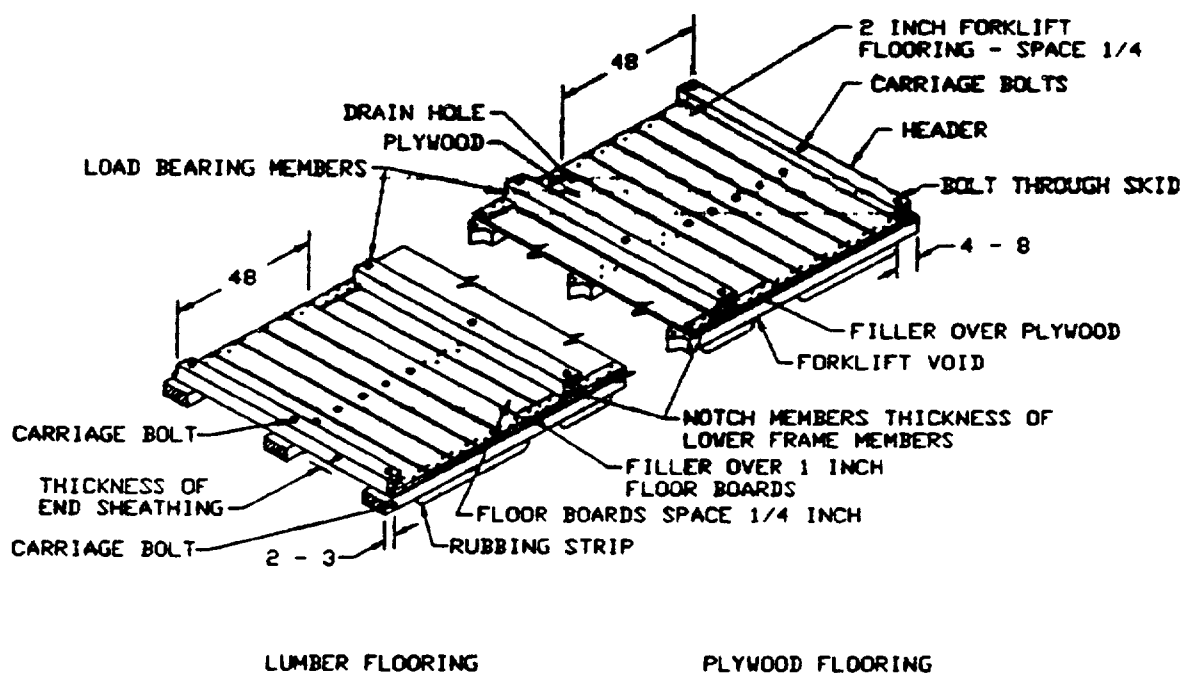 2 INCH FORKLIFT
FLOORING - SPACE 1/4
48
CARRIAGE BOLTS
DRAIN HOLE
HEADER
PLYWOOD
LOAD BEARING MEMBERS
BOLT THROUGH SKID
4 - 8
48
FILLER OVER PLYWOOD
FORKLIFT VOID
NOTCH MEMBERS THICKNESS OF
LOWER FRAME MEMBERS
CARRIAGE BOLT
FILLER OVER 1 INCH
FLOOR BOARDS
THICKNESS OF
END SHEATHING
FLOOR BOARDS SPACE 1/4 INCH
CARRIAGE BOLT
RUBBING STRIP
2 - 3
LUMBER FLOORING
PLYWOOD FLOORING